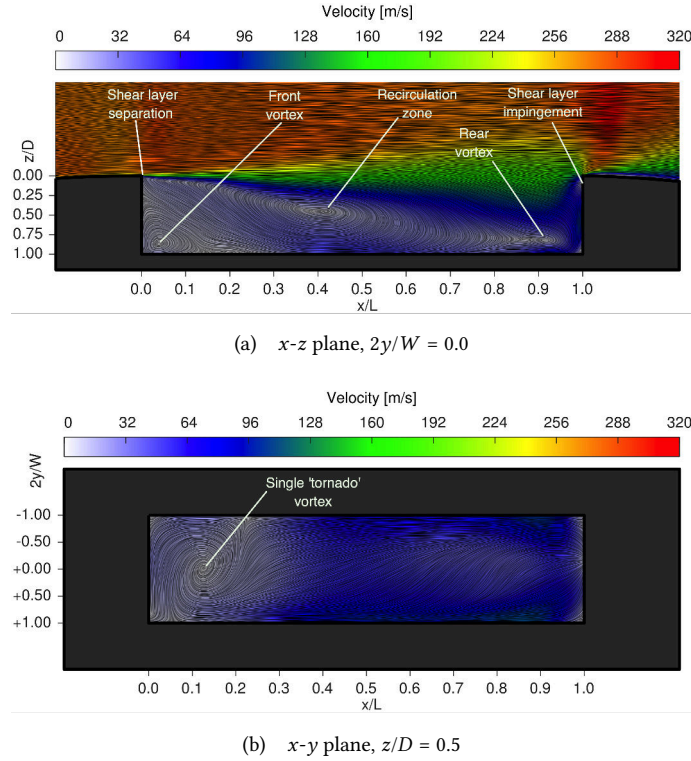 Velocity [m/s]
0 32 64 96 128 160 192 224 256 288 320
Shear layer
separation
Front
vortex
Recirculation
zone
Shear layer
impingement
Rear
vortex
z/D
0.00
0.25
0.50
0.75
1.00
0.0 0.1 0.2 0.3 0.4 0.5 0.6 0.7 0.8 0.9 1.0
x/L
(a) x-z plane, 2y/W = 0.0
Velocity [m/s]
0 32 64 96 128 160 192 224 256 288 320
2y/W
Single 'tornado'
vortex
-1.00
-0.50
+0.00
+0.50
+1.00
0.0 0.1 0.2 0.3 0.4 0.5 0.6 0.7 0.8 0.9 1.0
x/L
(b) x-y plane, z/D = 0.5